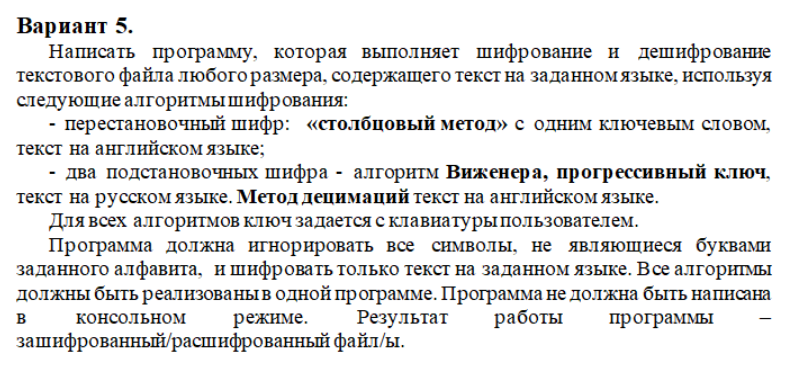 Вариант 5.
Написать программу, которая выполняет шифрование и дешифрование
текстового файла любого размера, содержащего текст на заданном языке, используя
следующие алгоритмы шифрования:
- перестановочный шифр: «столбцовый метод» с одним ключевым словом,
текст на английском языке;
- два подстановочных шифра - алгоритм Виженера, прогрессивный ключ,
текст на русском языке. Метод децимаций текст на английском языке.
Для всех алгоритмов ключ задается с клавиатуры пользователем.
Программа должна игнорировать все символы, не являющиеся буквами
заданного алфавита, и шифровать только текст на заданном языке. Все алгоритмы
должны быть реализованы в одной программе. Программа не должна быть написана
в консольном режиме. Результат работы программы –
зашифрованный/расшифрованный файл/ы.